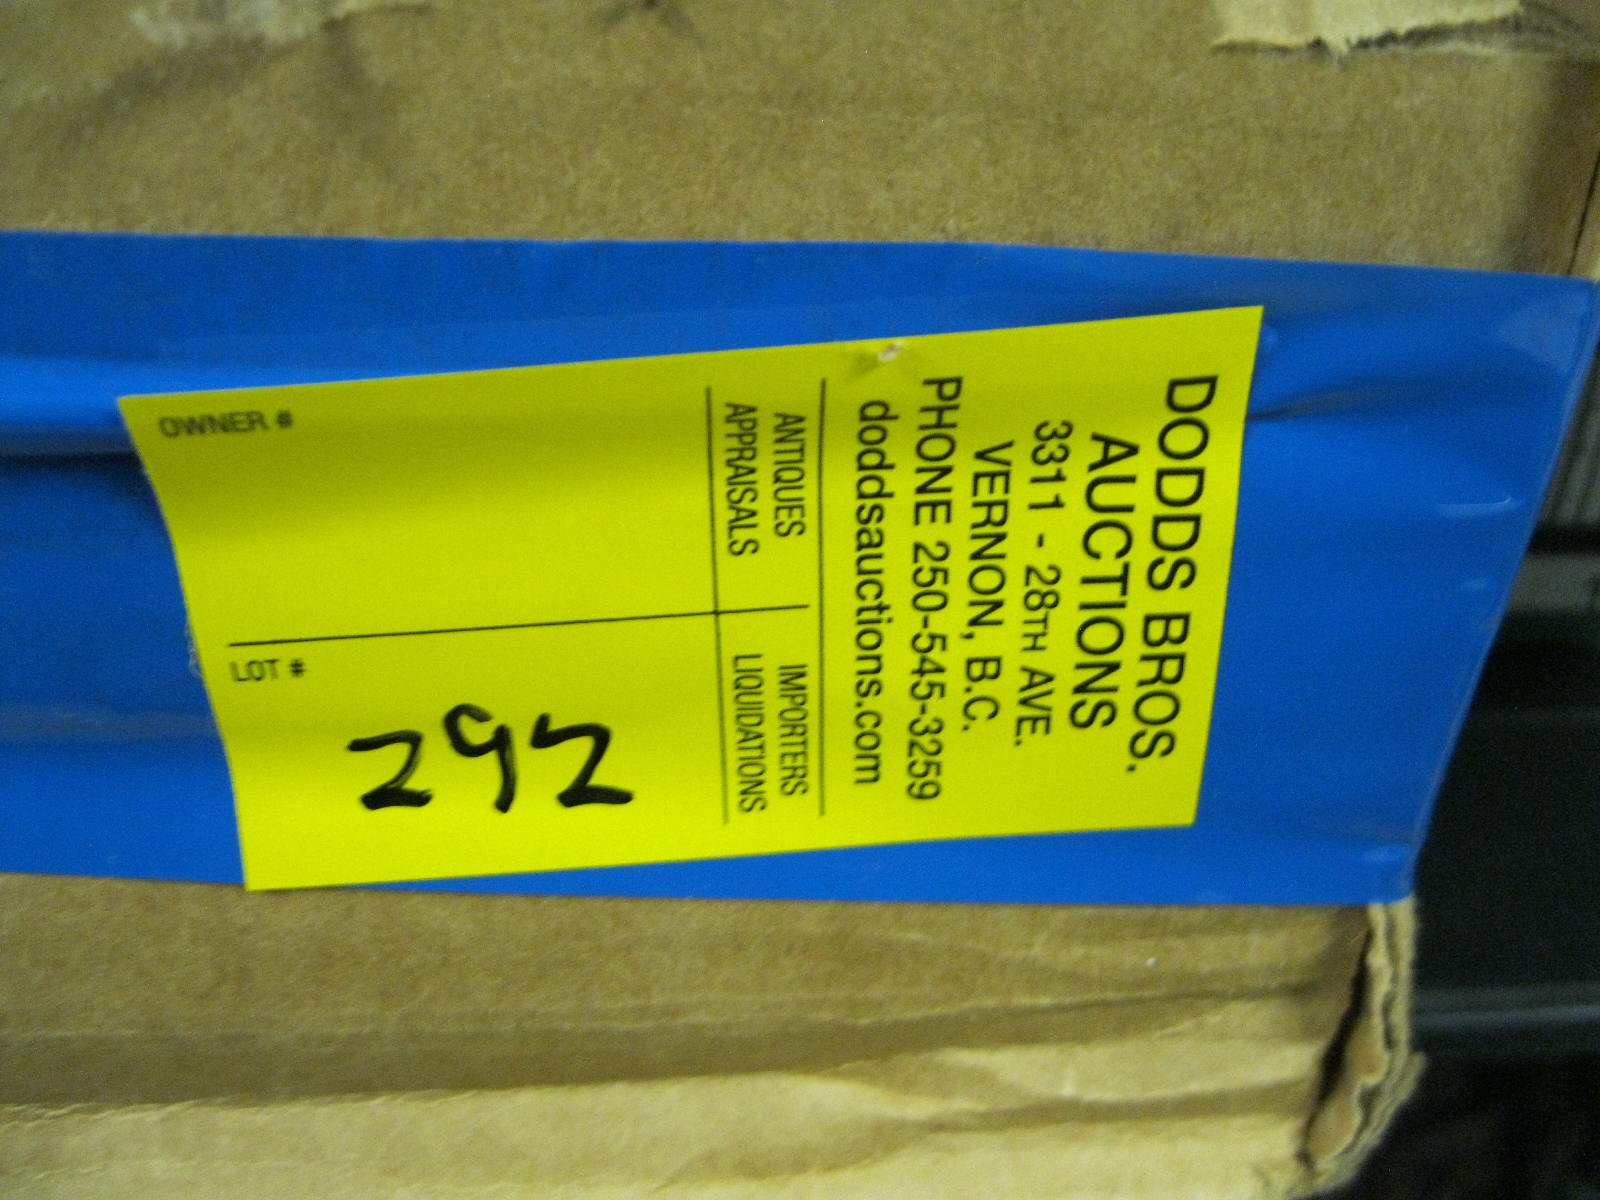 DODDS BROS.
AUCTIONS
3311 - 28TH AVE.
VERNON, B.C.
PHONE 250-545-3259
doddsauctions.com
ANTIQUES IMPORTERS
APPRAISALS LIQUIDATIONS
OWNER #
LOT #
292